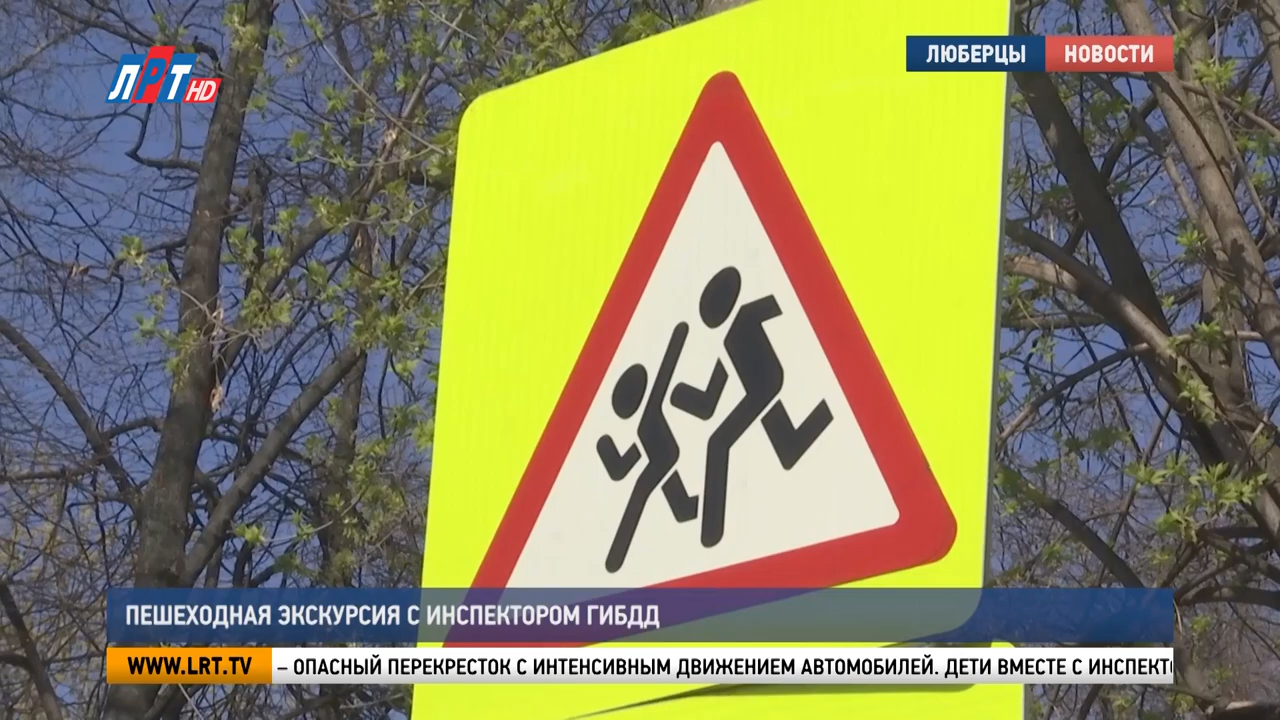 ЛРТ HD
ЛЮБЕРЦЫ НОВОСТИ
ПЕШЕХОДНАЯ ЭКСКУРСИЯ С ИНСПЕКТОРОМ ГИБДД
WWW.LRT.TV – ОПАСНЫЙ ПЕРЕКРЕСТОК С ИНТЕНСИВНЫМ ДВИЖЕНИЕМ АВТОМОБИЛЕЙ. ДЕТИ ВМЕСТЕ С